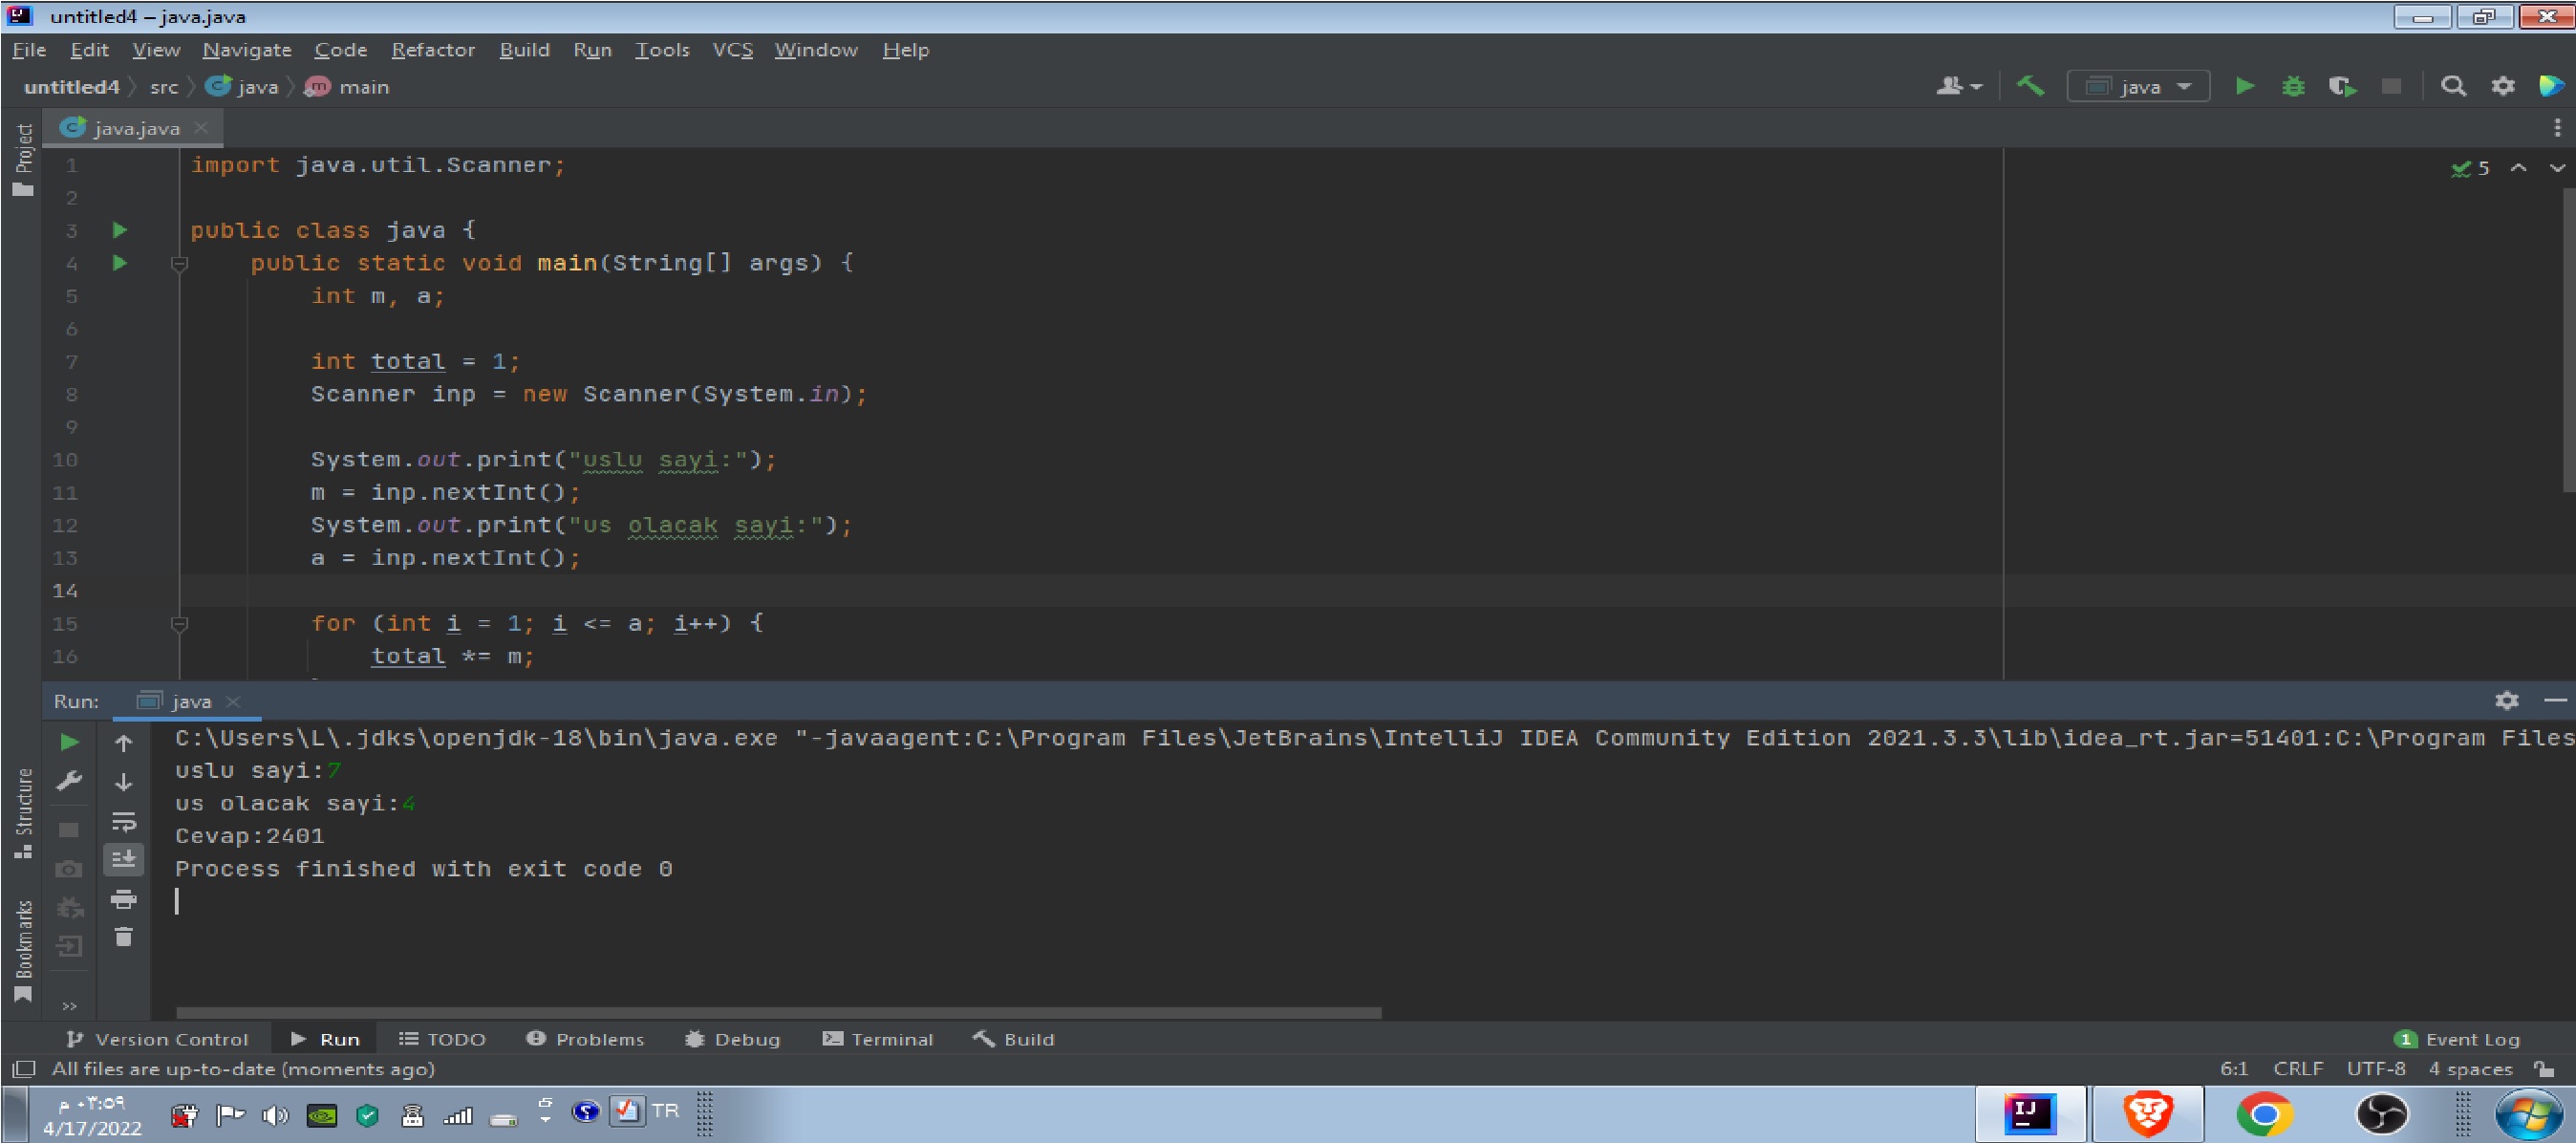 untitled4 – java.java
File Edit View Navigate Code Refactor Build Run Tools VCS Window Help
untitled4 src java main
java
Project
java.java
5
1 import java.util.Scanner;
2
3 public class java {
4 public static void main(String[] args) {
5 int m, a;
6
7 int total = 1;
8 Scanner inp = new Scanner(System.in);
9
10 System.out.print("uslu sayi:");
11 m = inp.nextInt();
12 System.out.print("us olacak sayi:");
13 a = inp.nextInt();
14
15 for (int i = 1; i <= a; i++) {
16 total *= m;
Run: java
C:\Users\L\.jdks\openjdk-18\bin\java.exe "-javaagent:C:\Program Files\JetBrains\IntelliJ IDEA Community Edition 2021.3.3\lib\idea_rt.jar=51401:C:\Program Files
uslu sayi:7
us olacak sayi:4
Cevap:2401
Process finished with exit code 0
Structure
Bookmarks
Version Control Run TODO Problems Debug Terminal Build 1 Event Log
All files are up-to-date (moments ago) 6:1 CRLF UTF-8 4 spaces
٠٣:٥٩ م
4/17/2022
TR
IJ